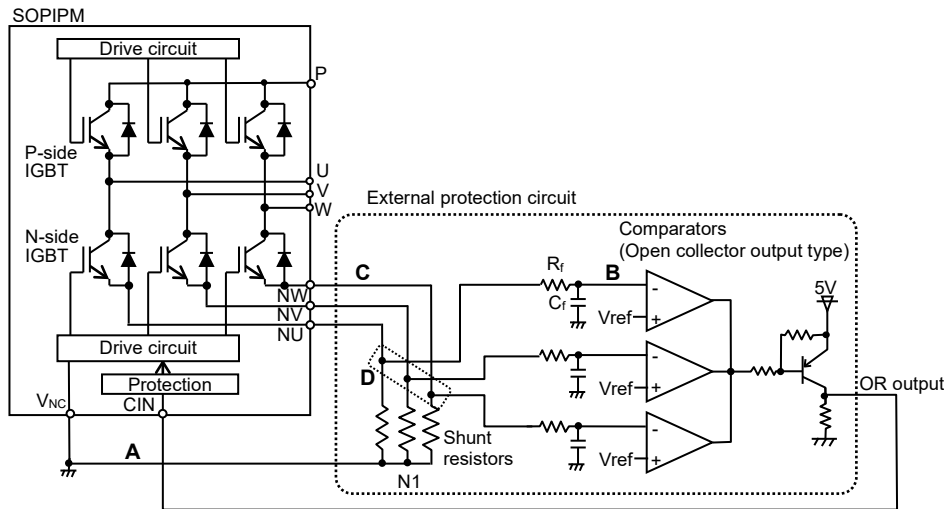 SOPIPM
Drive circuit
P
P-side
IGBT
U
V
W
External protection circuit
N-side
IGBT
Comparators
(Open collector output type)
C
Rf
B
Cf
5V
NW
NV
NU
Vref
-
+
Drive circuit
D
Protection
Vref
-
+
OR output
VNC
CIN
Shunt
resistors
Vref
-
+
A
N1